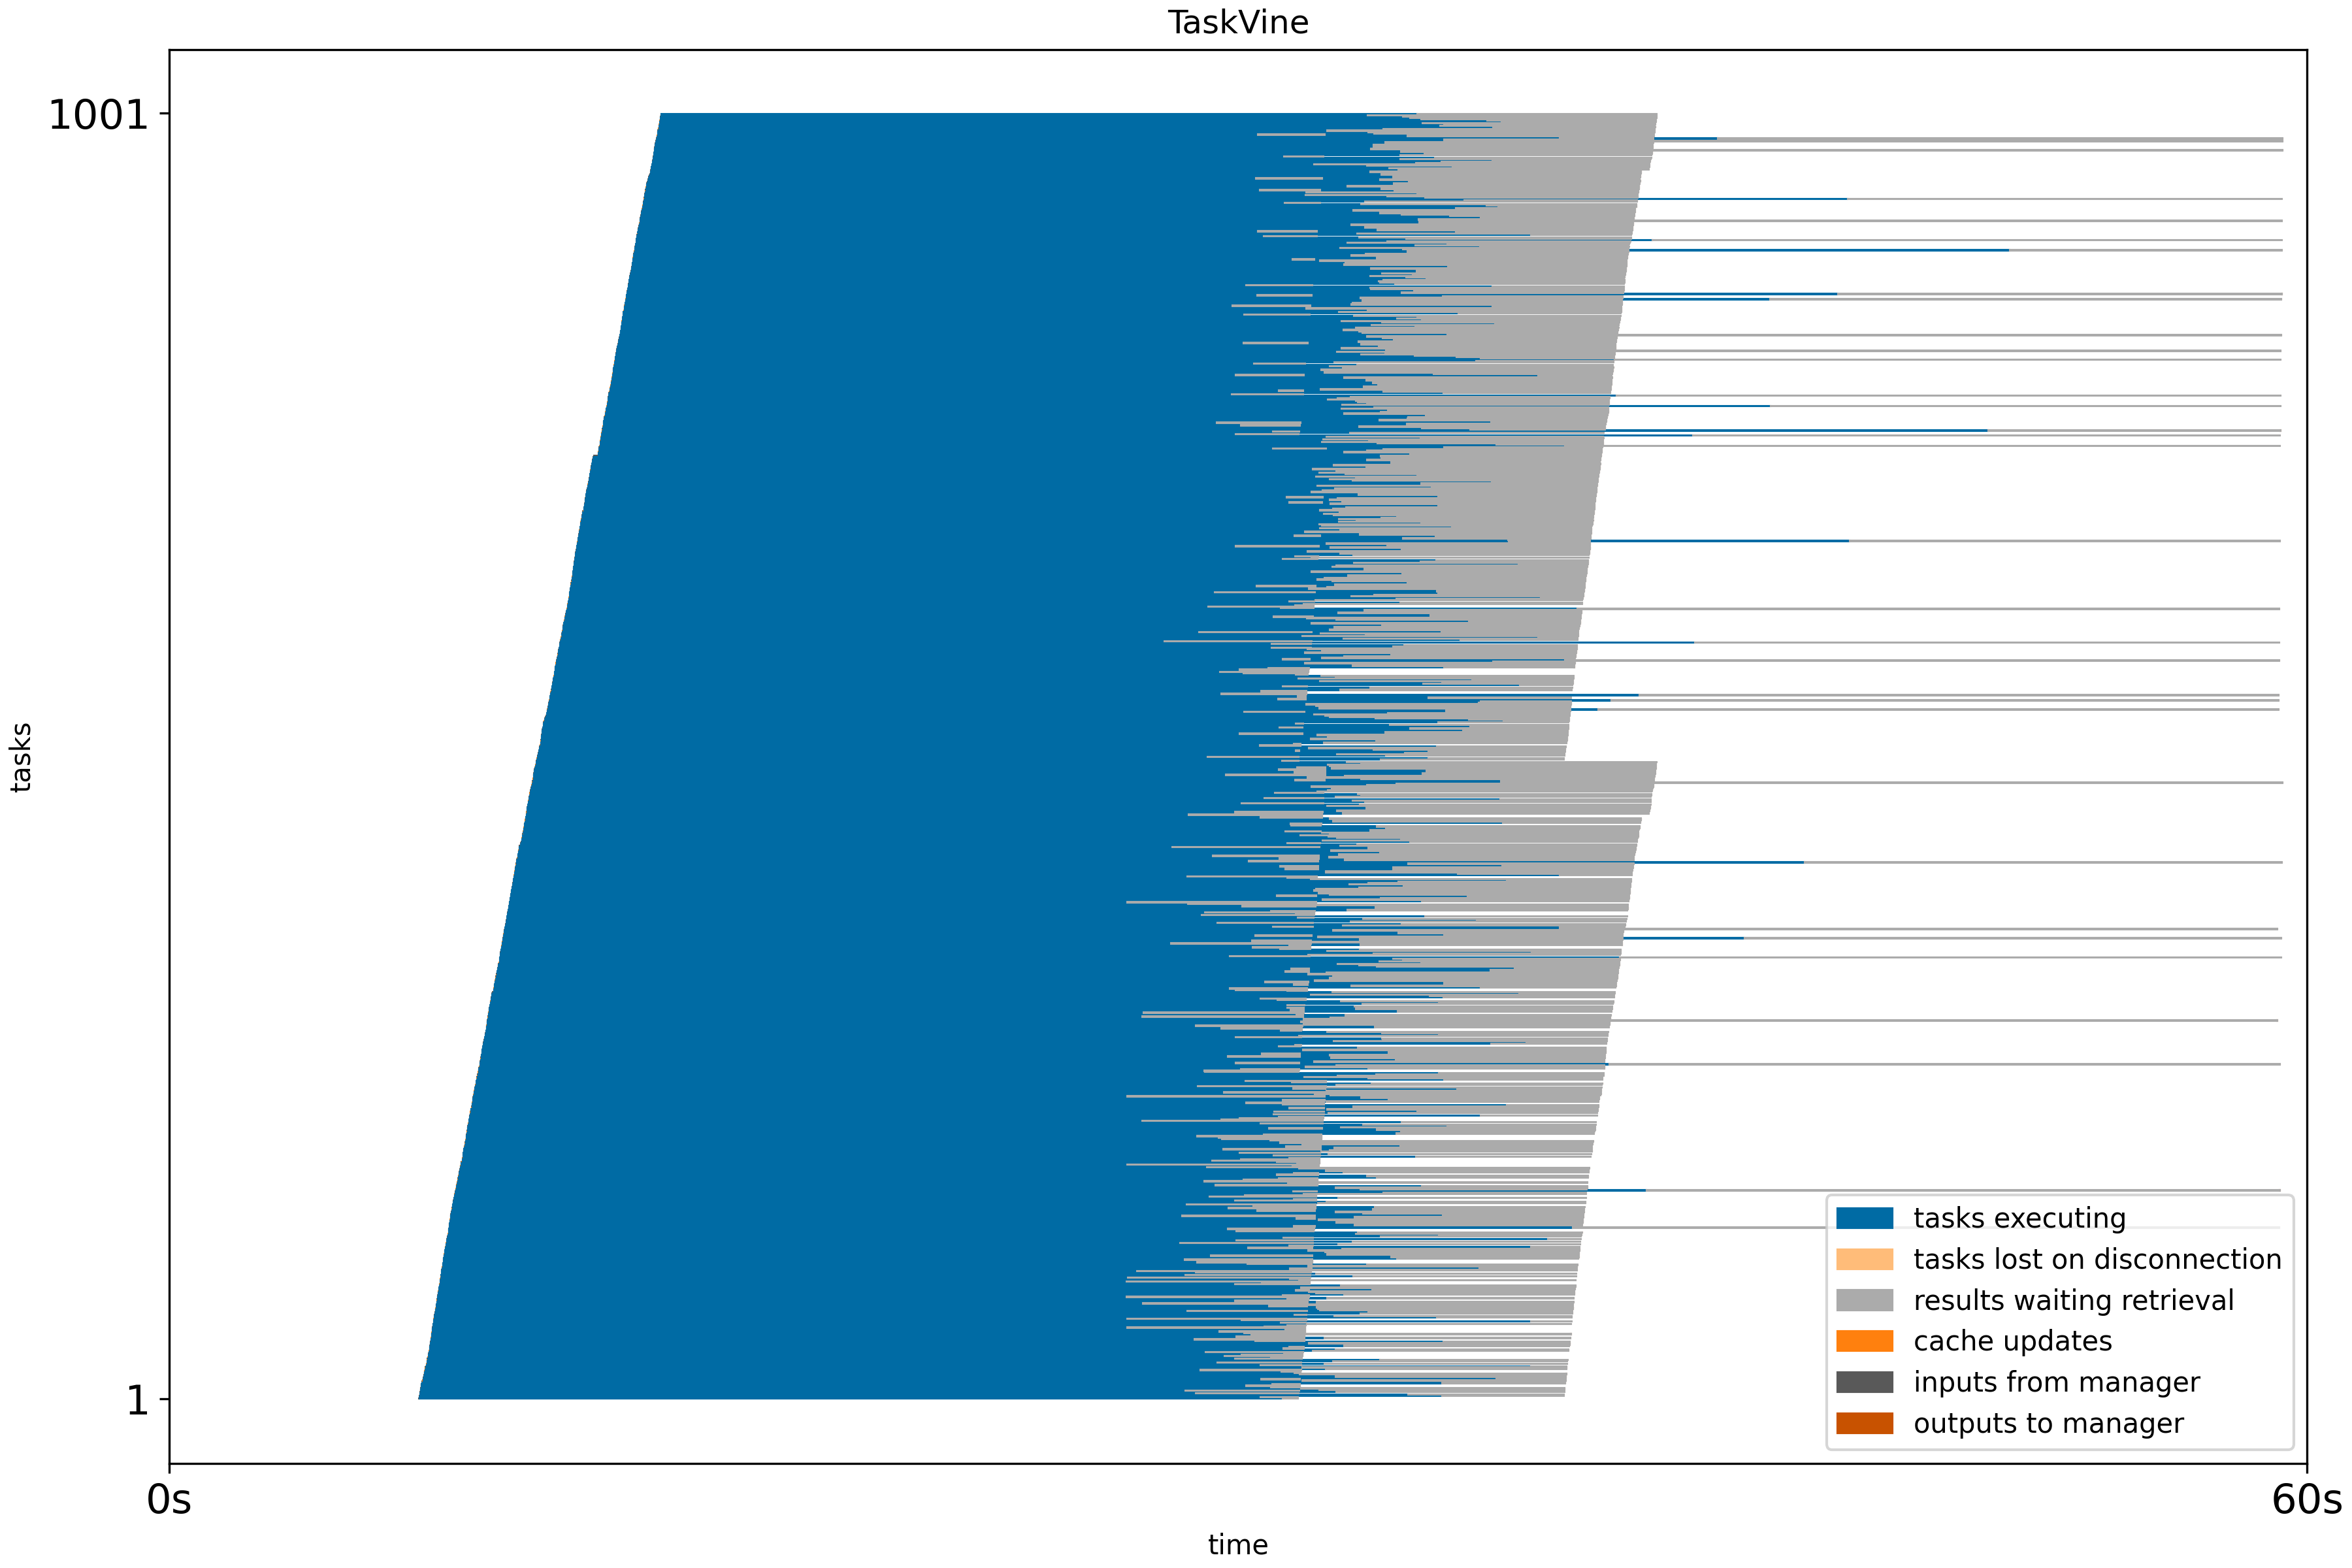 TaskVine
1001
tasks
1
tasks executing
tasks lost on disconnection
results waiting retrieval
cache updates
inputs from manager
outputs to manager
0s
60s
time